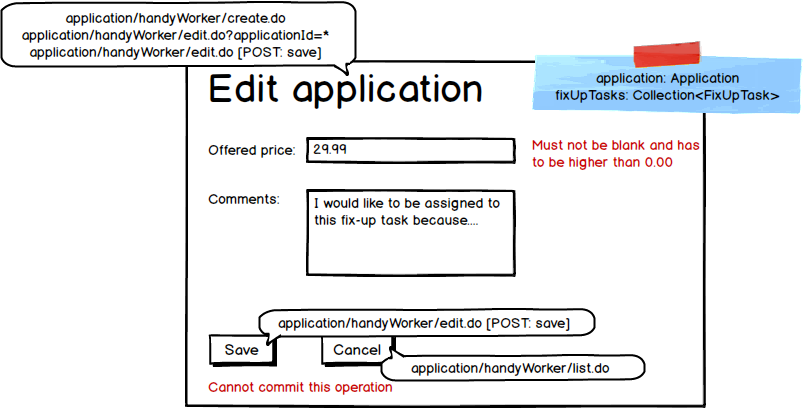 application/handyWorker/create.do
application/handyWorker/edit.do?applicationId=*
application/handyWorker/edit.do [POST: save]
application: Application
fixUpTasks: Collection<FixUpTask>
Edit application
Offered price:
29.99
Must not be blank and has
to be higher than 0.00
Comments:
I would like to be assigned to
this fix-up task because....
application/handyWorker/edit.do [POST: save]
Save
Cancel
application/handyWorker/list.do
Cannot commit this operation